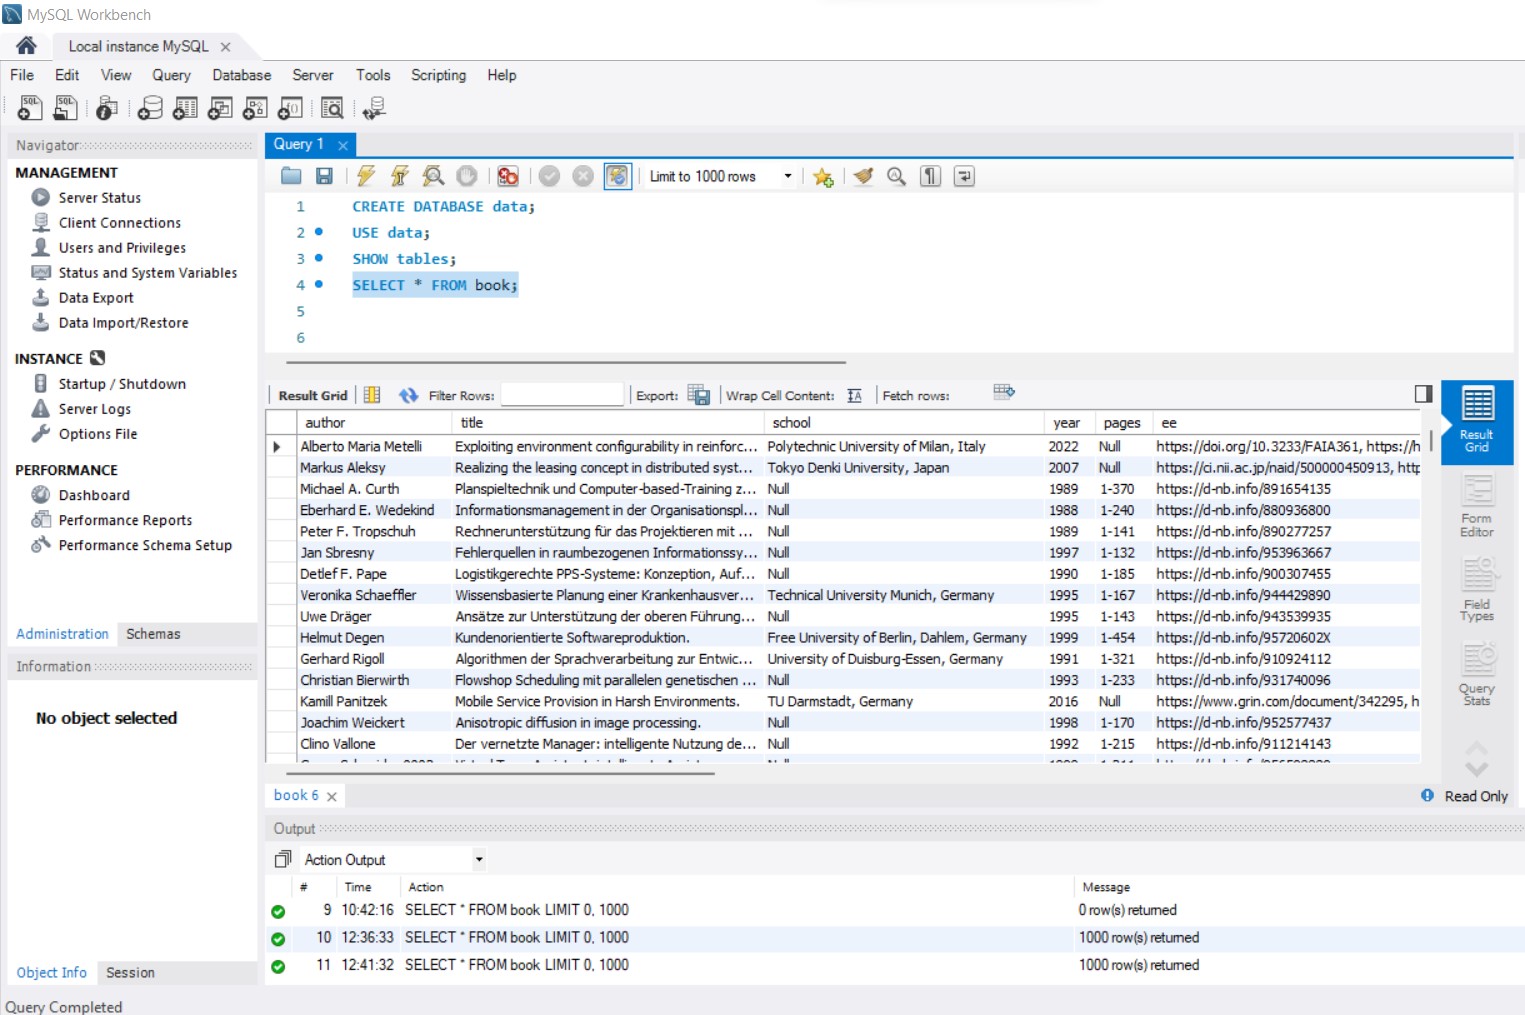 MySQL Workbench
Local instance MySQL
File Edit View Query Database Server Tools Scripting Help
Navigator
MANAGEMENT
Server Status
Client Connections
Users and Privileges
Status and System Variables
Data Export
Data Import/Restore
INSTANCE
Startup / Shutdown
Server Logs
Options File
PERFORMANCE
Dashboard
Performance Reports
Performance Schema Setup
Administration Schemas
Information
No object selected
Object Info Session
Query Completed
Query 1
Limit to 1000 rows
1 CREATE DATABASE data;
2 USE data;
3 SHOW tables;
4 SELECT * FROM book;
5
6
Result Grid Filter Rows: Export: Wrap Cell Content: Fetch rows:
author title school year pages ee
Alberto Maria Metelli Exploiting environment configurability in reinforc... Polytechnic University of Milan, Italy 2022 Null https://doi.org/10.3233/FAIA361, https://h
Markus Aleksy Realizing the leasing concept in distributed syst... Tokyo Denki University, Japan 2007 Null https://ci.nii.ac.jp/naid/500000450913, http
Michael A. Curth Planspieltechnik und Computer-based-Training z... Null 1989 1-370 https://d-nb.info/891654135
Eberhard E. Wedekind Informationsmanagement in der Organisationspl... Null 1988 1-240 https://d-nb.info/880936800
Peter F. Tropschuh Rechnerunterstützung für das Projektieren mit ... Null 1989 1-141 https://d-nb.info/890277257
Jan Sbresny Fehlerquellen in raumbezogenen Informationssy... Null 1997 1-132 https://d-nb.info/953963667
Detlef F. Pape Logistikgerechte PPS-Systeme: Konzeption, Auf... Null 1990 1-185 https://d-nb.info/900307455
Veronika Schaeffler Wissensbasierte Planung einer Krankenhausver... Technical University Munich, Germany 1995 1-167 https://d-nb.info/944429890
Uwe Dräger Ansätze zur Unterstützung der oberen Führung... Null 1995 1-143 https://d-nb.info/943539935
Helmut Degen Kundenorientierte Softwareproduktion. Free University of Berlin, Dahlem, Germany 1999 1-454 https://d-nb.info/95720602X
Gerhard Rigoll Algorithmen der Sprachverarbeitung zur Entwic... University of Duisburg-Essen, Germany 1991 1-321 https://d-nb.info/910924112
Christian Bierwirth Flowshop Scheduling mit parallelen genetischen ... Null 1993 1-233 https://d-nb.info/931740096
Kamill Panitzek Mobile Service Provision in Harsh Environments. TU Darmstadt, Germany 2016 Null https://www.grin.com/document/342295, h
Joachim Weickert Anisotropic diffusion in image processing. Null 1998 1-170 https://d-nb.info/952577437
Clino Vallone Der vernetzte Manager: intelligente Nutzung de... Null 1992 1-215 https://d-nb.info/911214143
Result Grid
Form Editor
Field Types
Query Stats
book 6 Read Only
Output
Action Output
# Time Action Message
9 10:42:16 SELECT * FROM book LIMIT 0, 1000 0 row(s) returned
10 12:36:33 SELECT * FROM book LIMIT 0, 1000 1000 row(s) returned
11 12:41:32 SELECT * FROM book LIMIT 0, 1000 1000 row(s) returned